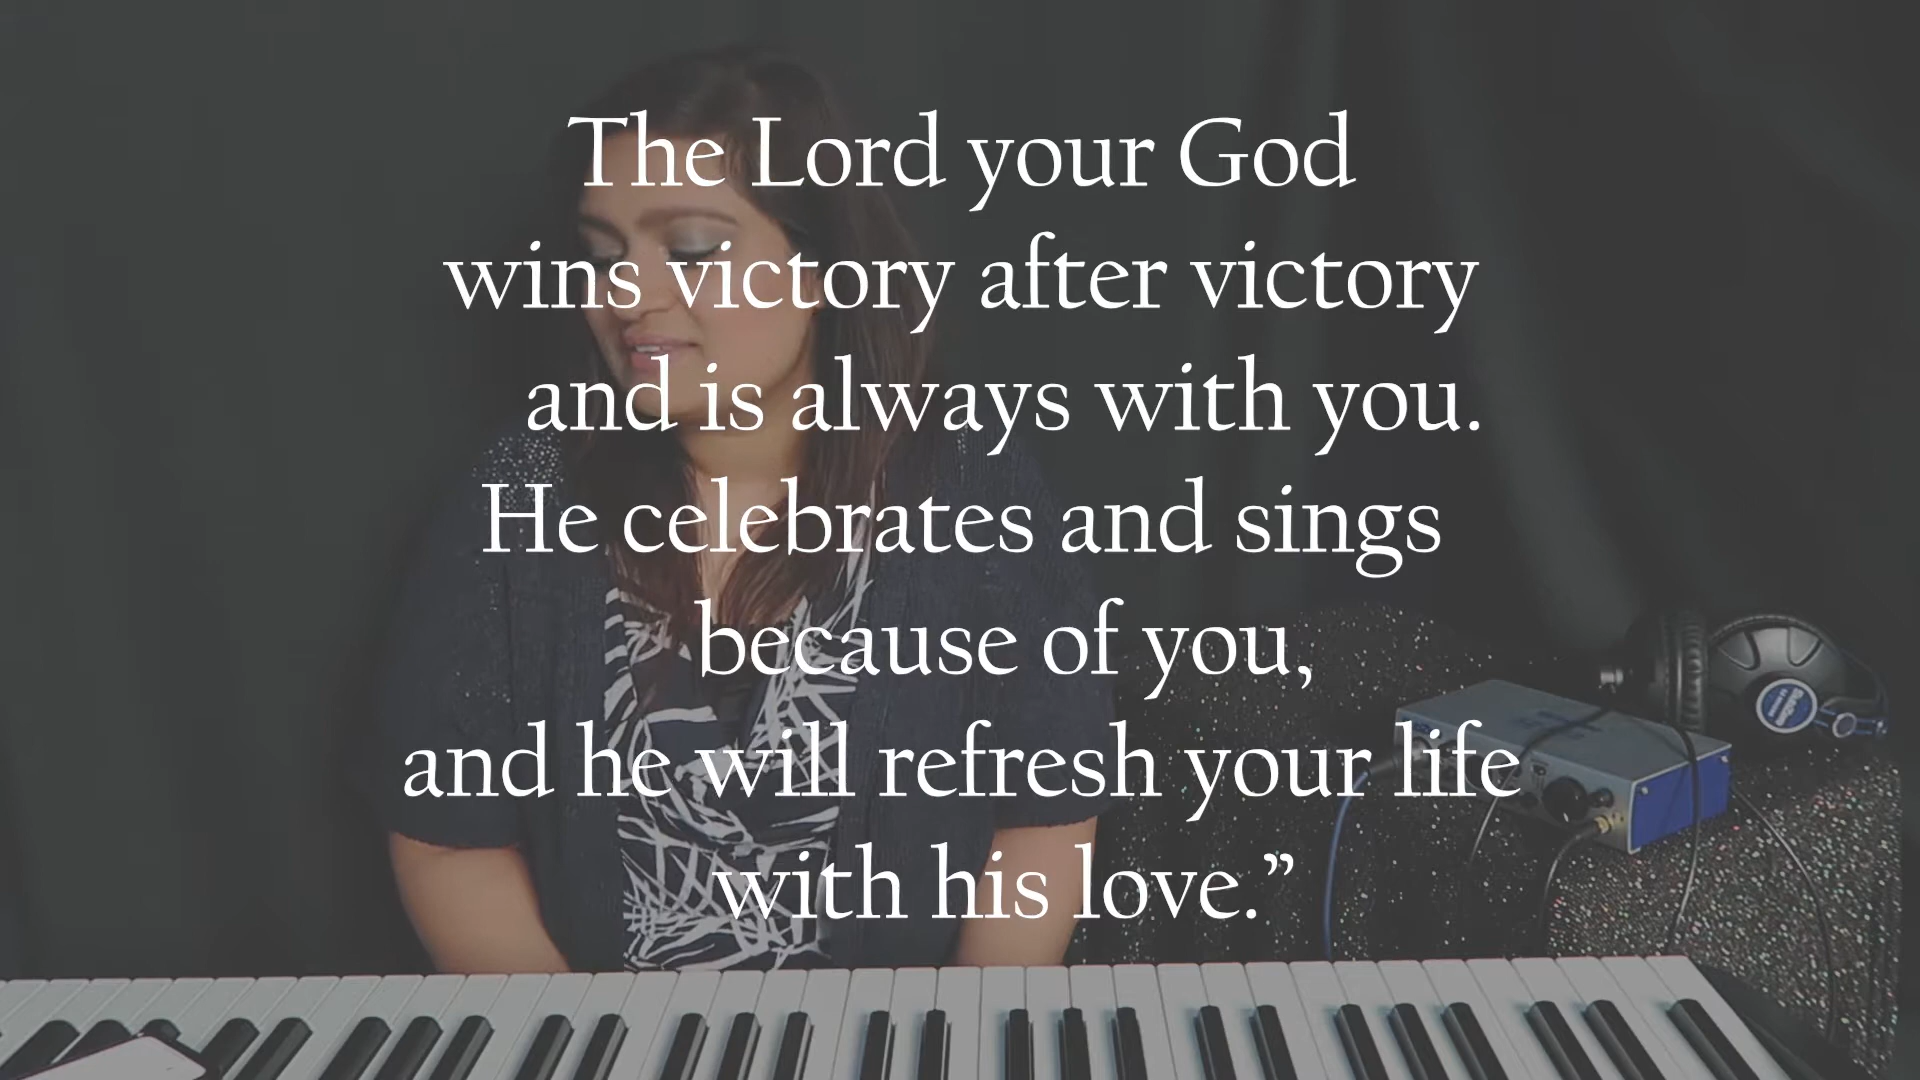 The Lord your God
wins victory after victory
and is always with you.
He celebrates and sings
because of you,
and he will refresh your life
with his love.”